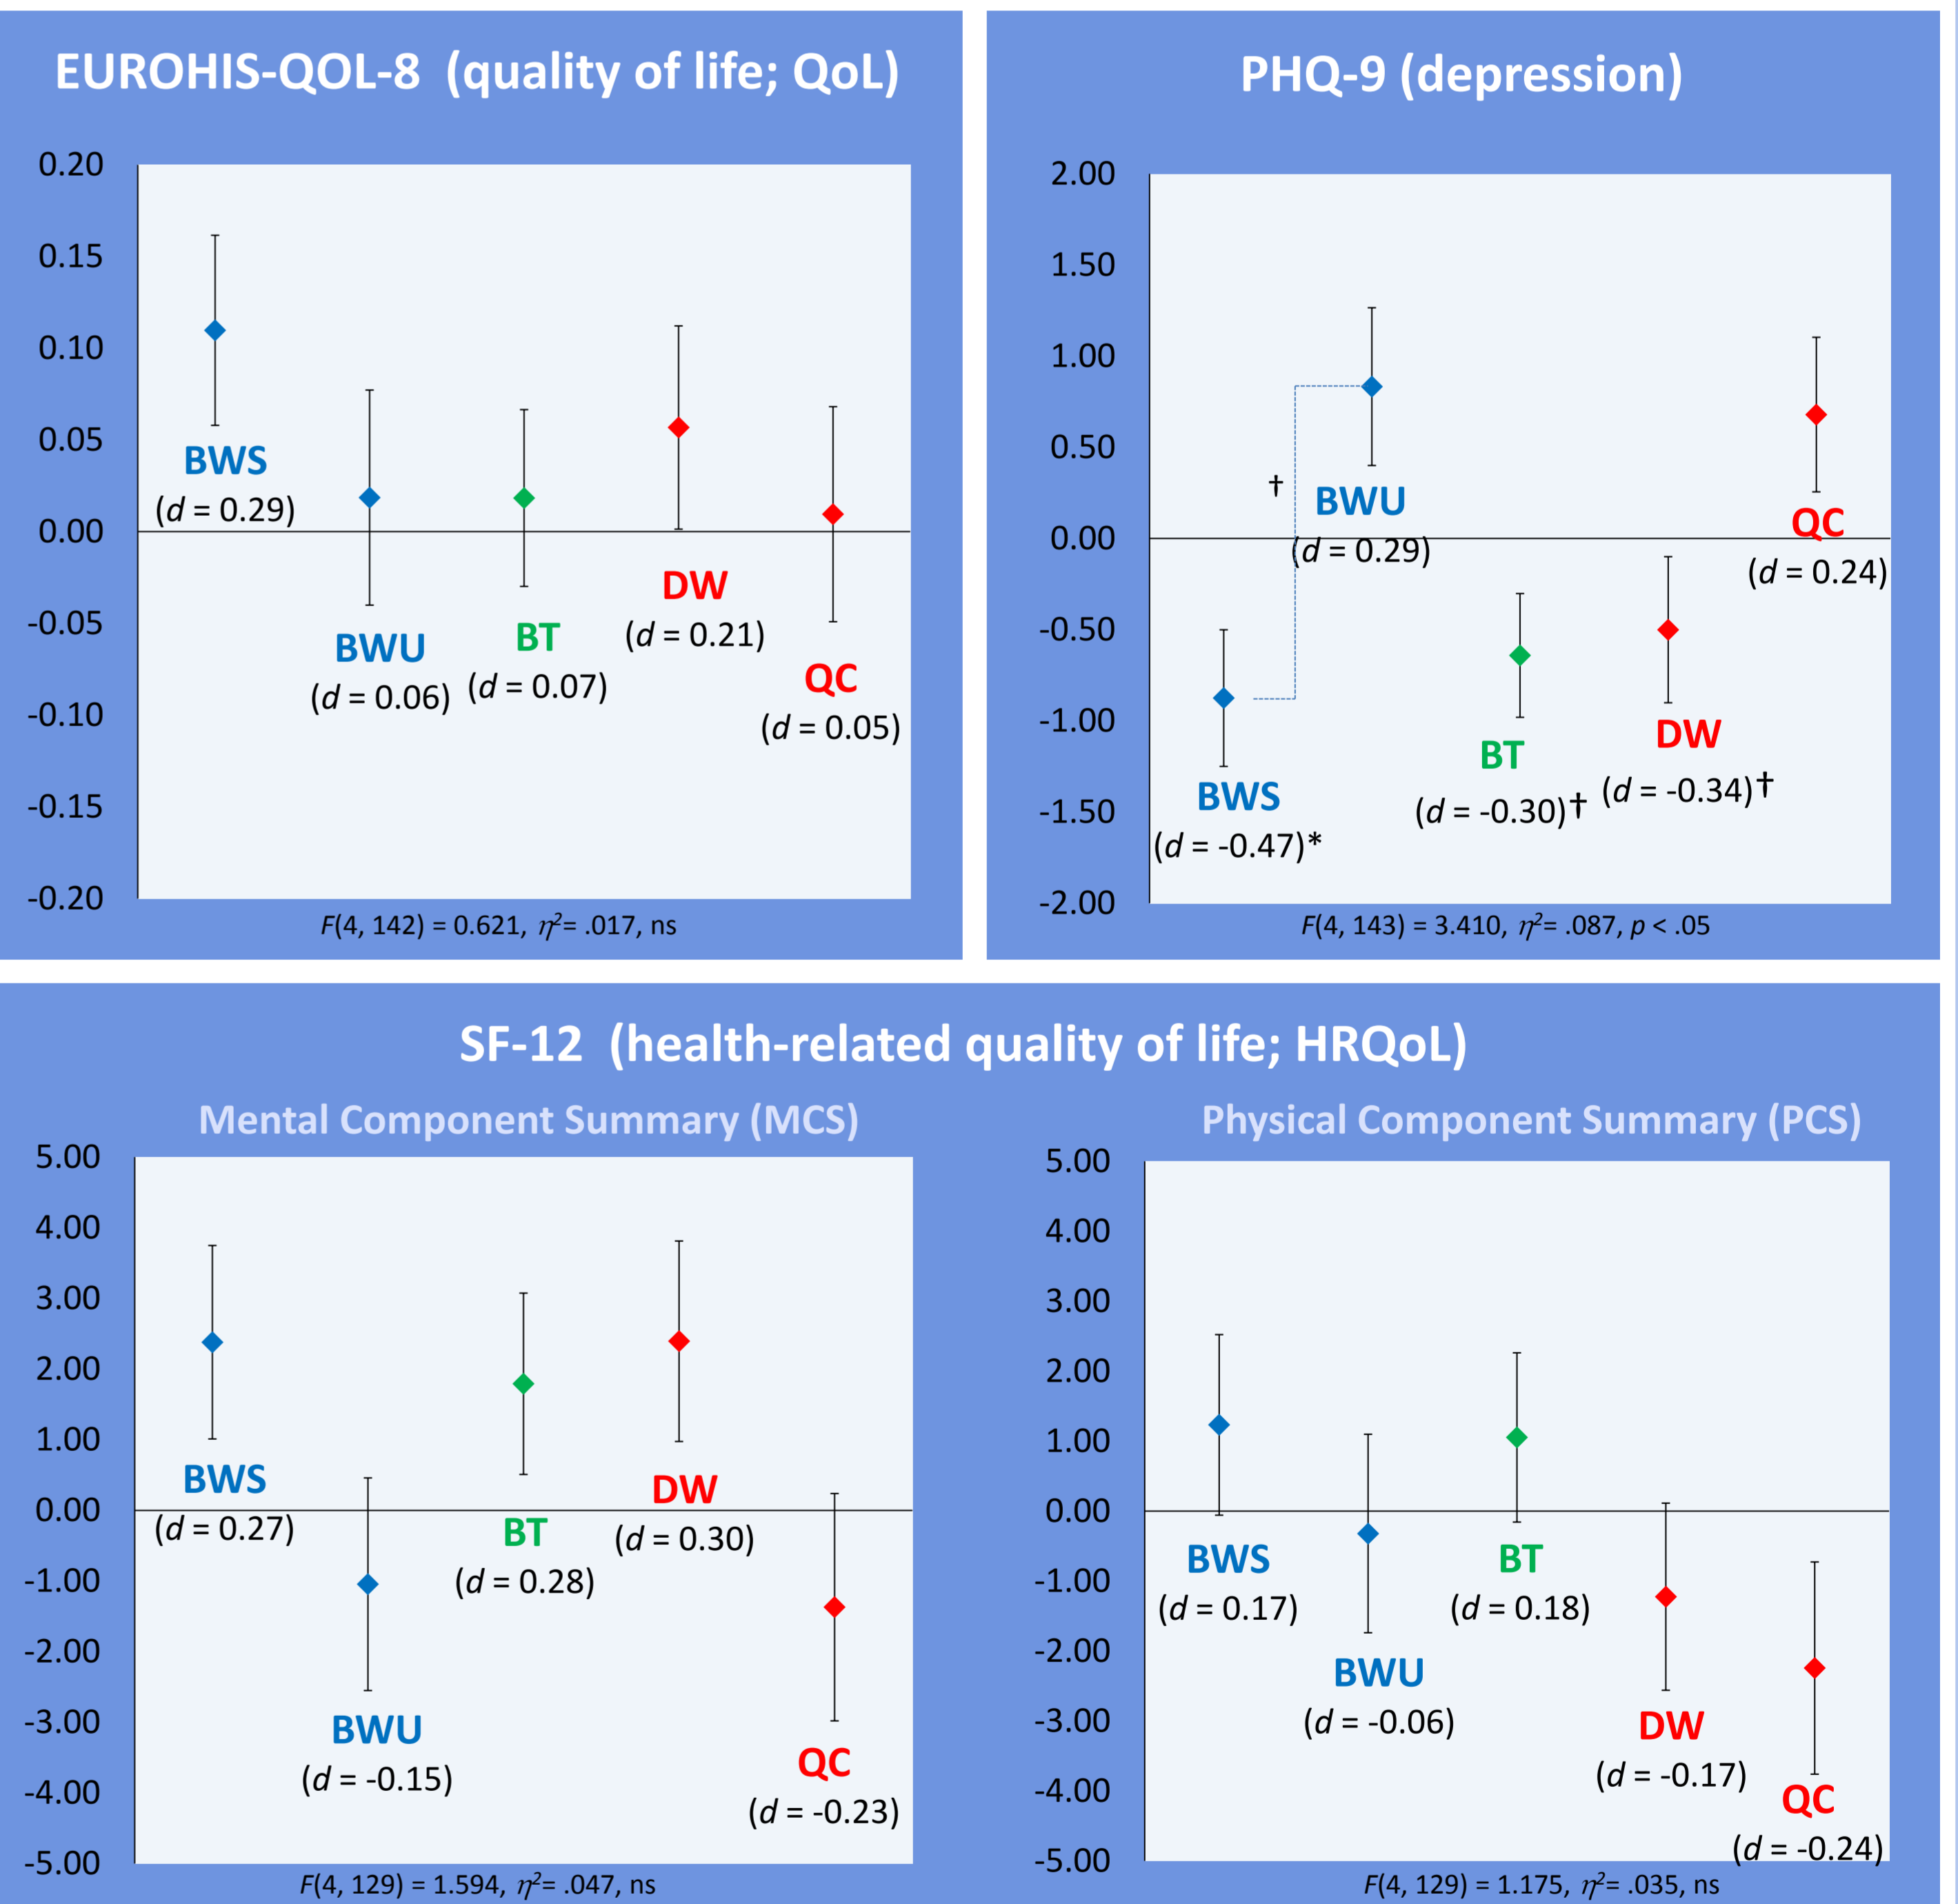 EUROHIS-QOL-8 (quality of life; QoL)
0.20
0.15
0.10
0.05
0.00
-0.05
-0.10
-0.15
-0.20
BWS
(d = 0.29)
BWU
(d = 0.06)
BT
(d = 0.07)
DW
(d = 0.21)
QC
(d = 0.05)
F(4, 142) = 0.621, η²= .017, ns
PHQ-9 (depression)
2.00
1.50
1.00
0.50
0.00
-0.50
-1.00
-1.50
-2.00
†
BWS
(d = -0.47)*
BWU
(d = 0.29)
BT
(d = -0.30)†
DW
(d = -0.34)†
QC
(d = 0.24)
F(4, 143) = 3.410, η²= .087, p < .05
SF-12 (health-related quality of life; HRQoL)
Mental Component Summary (MCS)
5.00
4.00
3.00
2.00
1.00
0.00
-1.00
-2.00
-3.00
-4.00
-5.00
BWS
(d = 0.27)
BWU
(d = -0.15)
BT
(d = 0.28)
DW
(d = 0.30)
QC
(d = -0.23)
F(4, 129) = 1.594, η²= .047, ns
Physical Component Summary (PCS)
5.00
4.00
3.00
2.00
1.00
0.00
-1.00
-2.00
-3.00
-4.00
-5.00
BWS
(d = 0.17)
BWU
(d = -0.06)
BT
(d = 0.18)
DW
(d = -0.17)
QC
(d = -0.24)
F(4, 129) = 1.175, η²= .035, ns